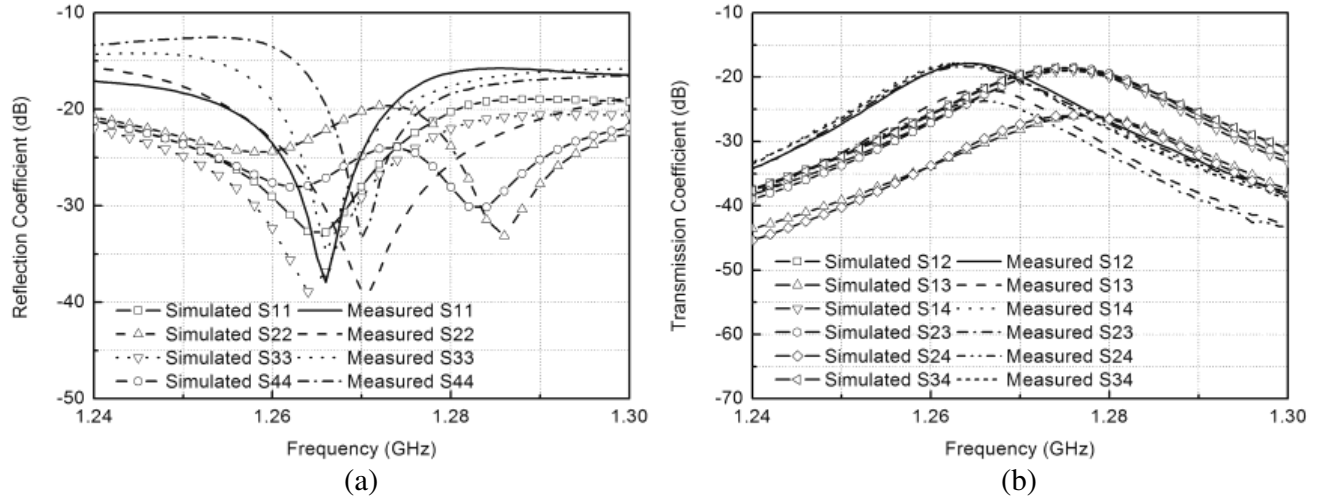 -10
-20
-30
-40
-50
Reflection Coefficient (dB)
Simulated S11 Measured S11
Simulated S22 Measured S22
Simulated S33 Measured S33
Simulated S44 Measured S44
1.24 1.26 1.28 1.30
Frequency (GHz)
(a)
-10
-20
-30
-40
-50
-60
-70
Transmission Coefficient (dB)
Simulated S12 Measured S12
Simulated S13 Measured S13
Simulated S14 Measured S14
Simulated S23 Measured S23
Simulated S24 Measured S24
Simulated S34 Measured S34
1.24 1.26 1.28 1.30
Frequency (GHz)
(b)